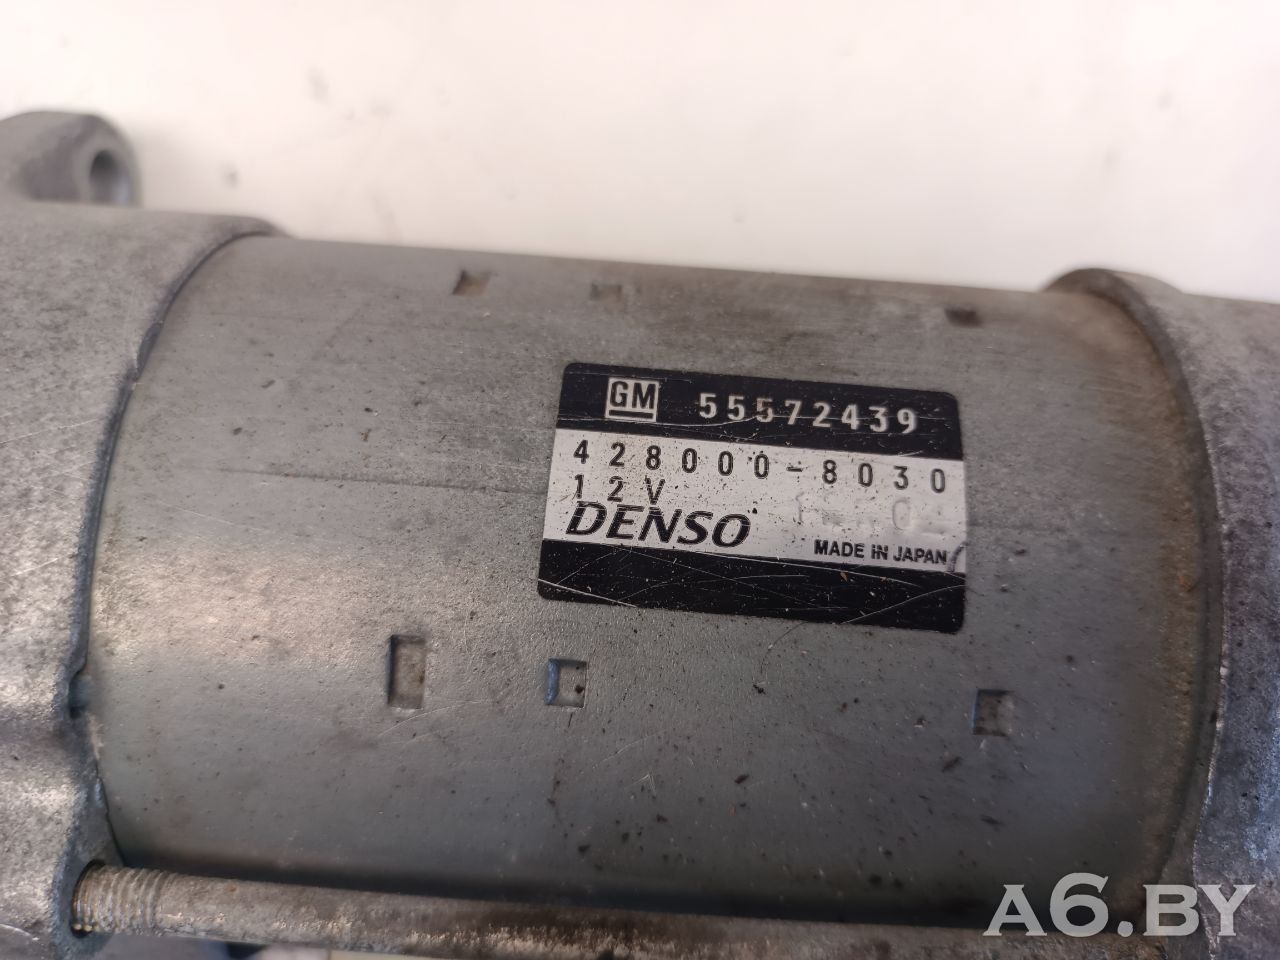 GM 55572439
428000-8030
12V
DENSO
MADE IN JAPAN
A6.BY